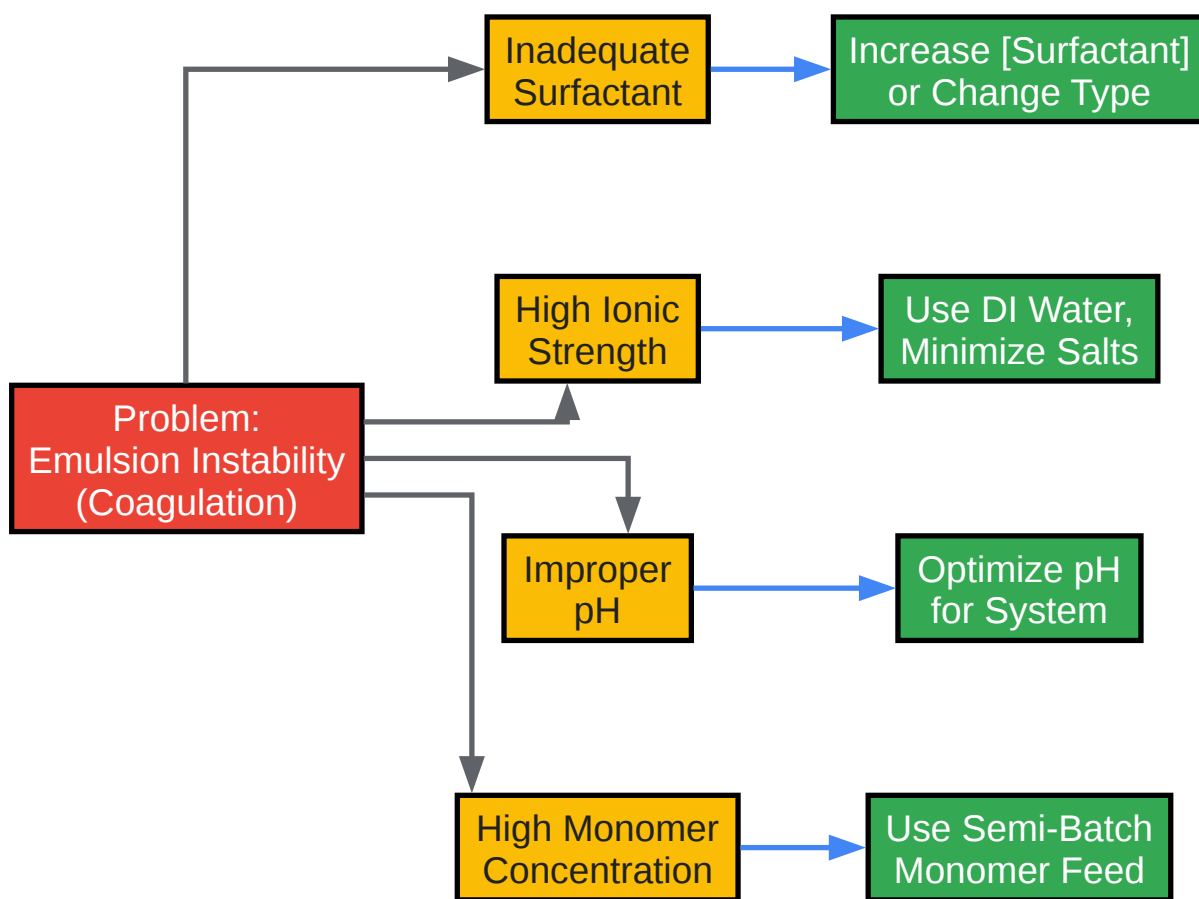 Inadequate
Surfactant
Increase [Surfactant]
or Change Type
High Ionic
Strength
Use DI Water,
Minimize Salts
Problem:
Emulsion Instability
(Coagulation)
Improper
pH
Optimize pH
for System
High Monomer
Concentration
Use Semi-Batch
Monomer Feed